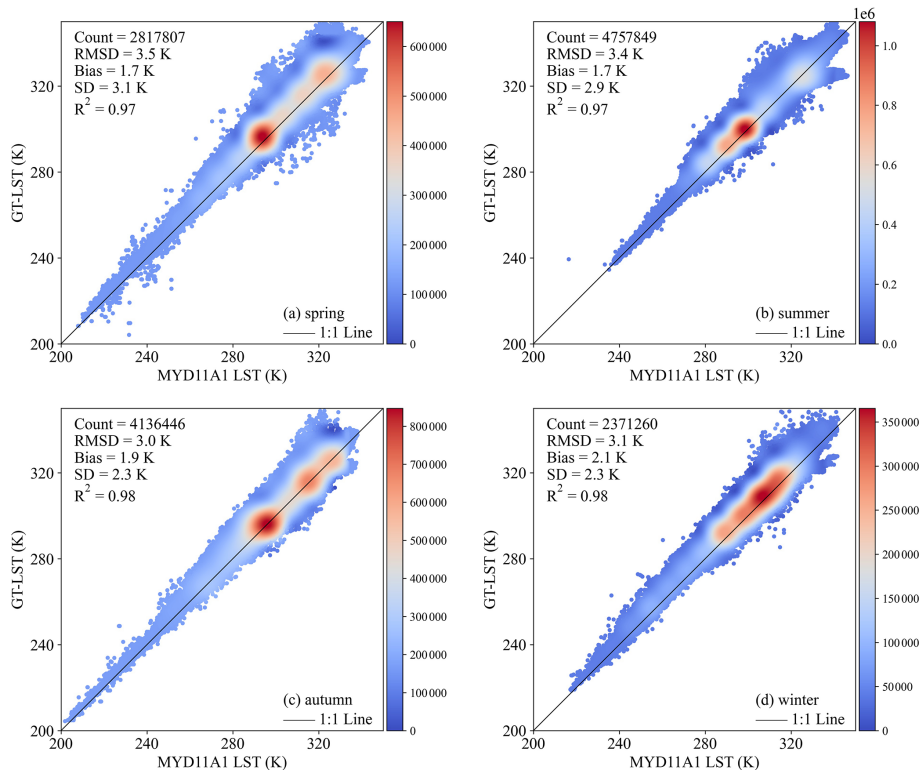 Count = 2817807
RMSD = 3.5 K
Bias = 1.7 K
SD = 3.1 K
R² = 0.97
320
280
240
200
GT-LST (K)
200 240 280 320
MYD11A1 LST (K)
(a) spring
1:1 Line
600000
500000
400000
300000
200000
100000
0
1e6
Count = 4757849
RMSD = 3.4 K
Bias = 1.7 K
SD = 2.9 K
R² = 0.97
320
280
240
200
GT-LST (K)
200 240 280 320
MYD11A1 LST (K)
(b) summer
1:1 Line
1.0
0.8
0.6
0.4
0.2
0.0
Count = 4136446
RMSD = 3.0 K
Bias = 1.9 K
SD = 2.3 K
R² = 0.98
320
280
240
200
GT-LST (K)
200 240 280 320
MYD11A1 LST (K)
(c) autumn
1:1 Line
800000
700000
600000
500000
400000
300000
200000
100000
0
Count = 2371260
RMSD = 3.1 K
Bias = 2.1 K
SD = 2.3 K
R² = 0.98
320
280
240
200
GT-LST (K)
200 240 280 320
MYD11A1 LST (K)
(d) winter
1:1 Line
350000
300000
250000
200000
150000
100000
50000
0